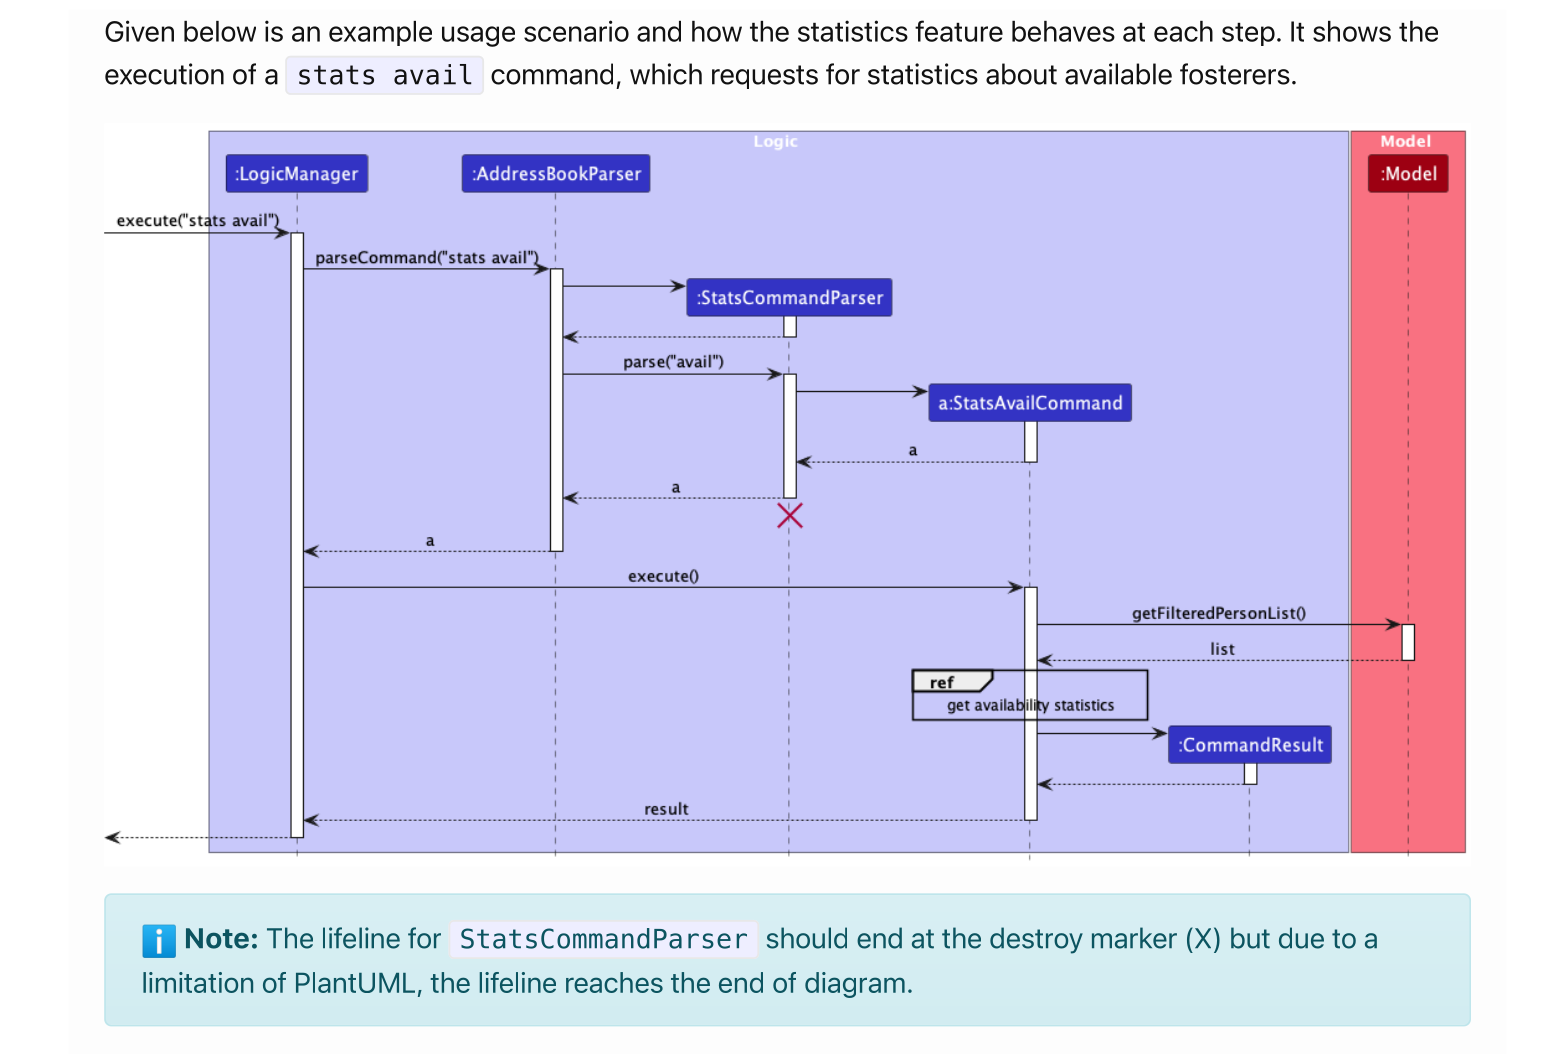 Given below is an example usage scenario and how the statistics feature behaves at each step. It shows the
execution of a stats avail command, which requests for statistics about available fosterers.
Logic
Model
:LogicManager
:AddressBookParser
:Model
execute("stats avail")
parseCommand("stats avail")
:StatsCommandParser
parse("avail")
a:StatsAvailCommand
a
a
a
execute()
getFilteredPersonList()
list
ref
get availability statistics
:CommandResult
result
i Note: The lifeline for StatsCommandParser should end at the destroy marker (X) but due to a
limitation of PlantUML, the lifeline reaches the end of diagram.